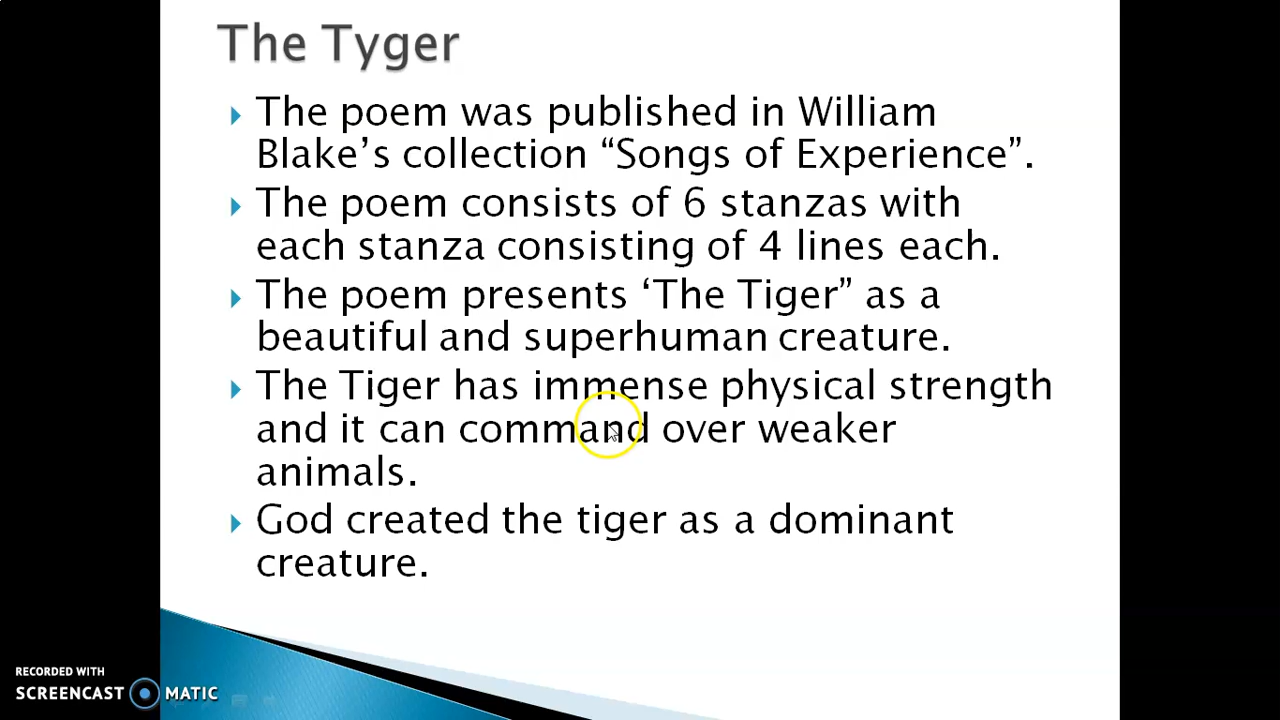 The Tyger
The poem was published in William
Blake’s collection “Songs of Experience”.
The poem consists of 6 stanzas with
each stanza consisting of 4 lines each.
The poem presents ‘The Tiger” as a
beautiful and superhuman creature.
The Tiger has immense physical strength
and it can command over weaker
animals.
God created the tiger as a dominant
creature.
RECORDED WITH
SCREENCAST MATIC